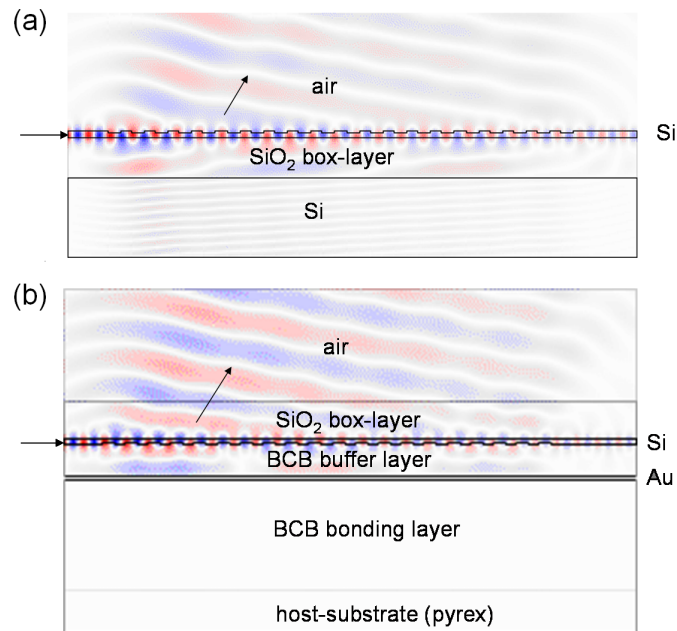 (a)
air
Si
SiO₂ box-layer
Si
(b)
air
SiO₂ box-layer
Si
BCB buffer layer
Au
BCB bonding layer
host-substrate (pyrex)